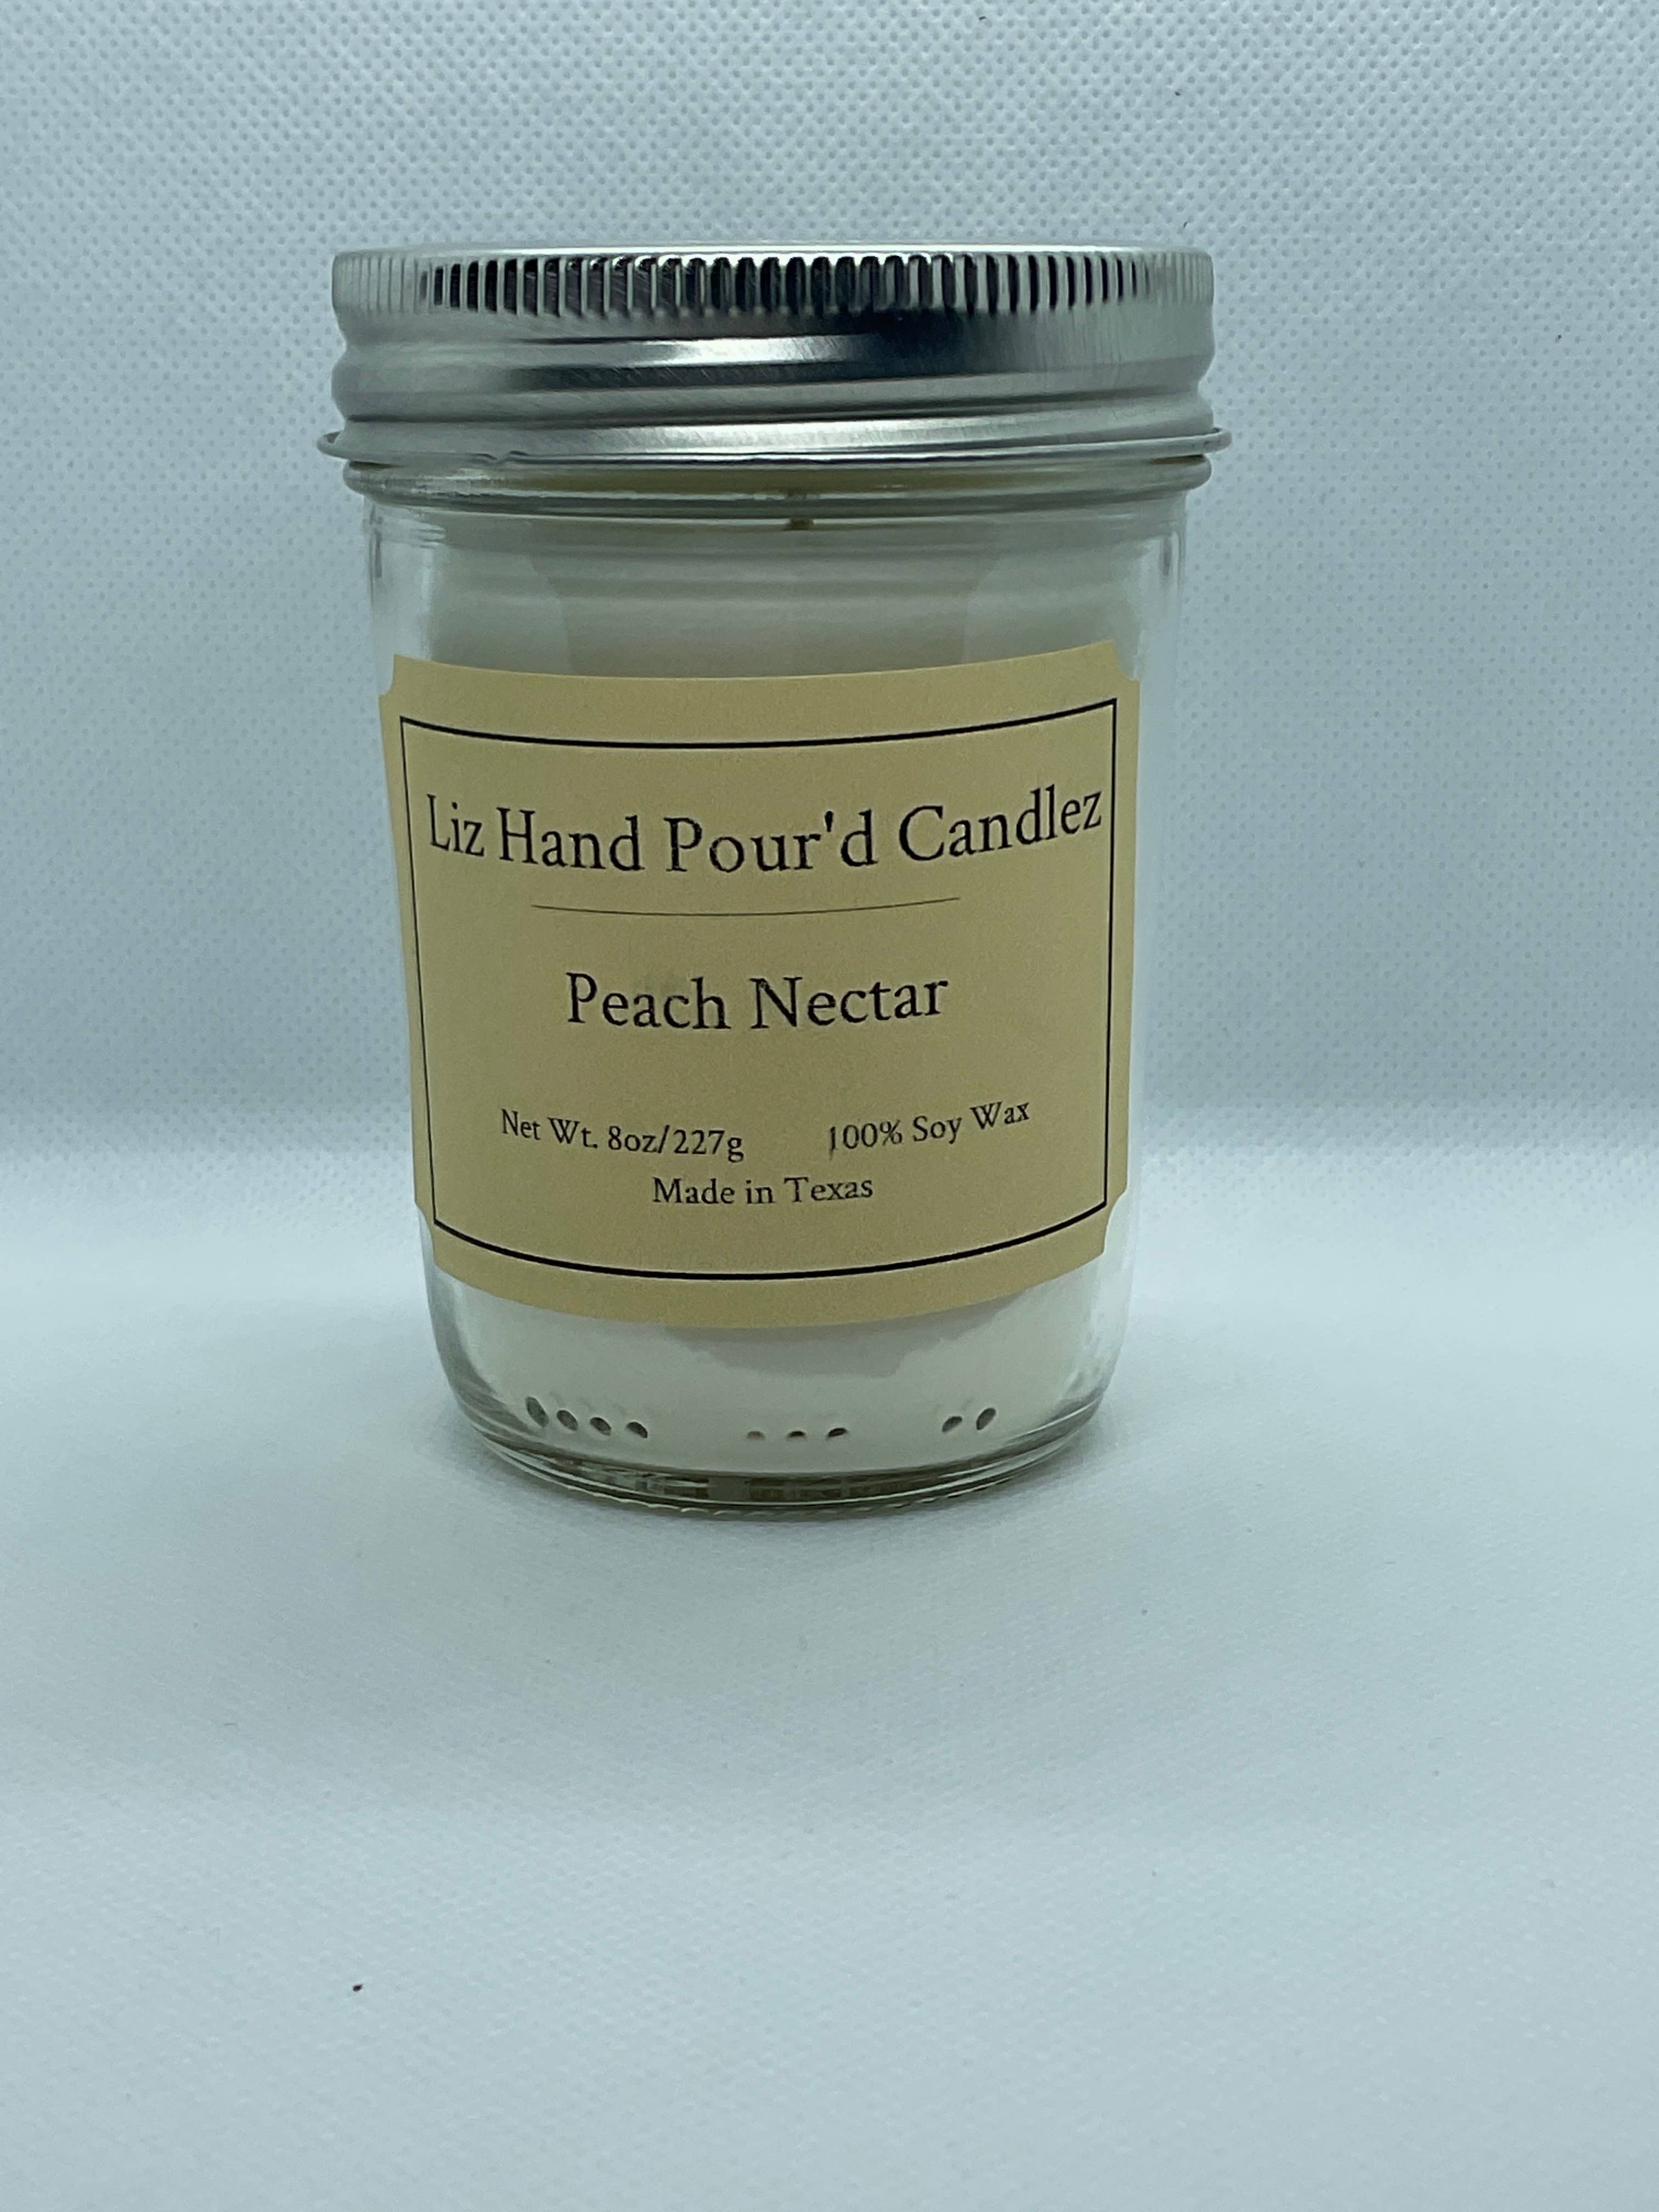 Liz Hand Pour'd Candlez
Peach Nectar
Net Wt. 8oz/227g 100% Soy Wax
Made in Texas